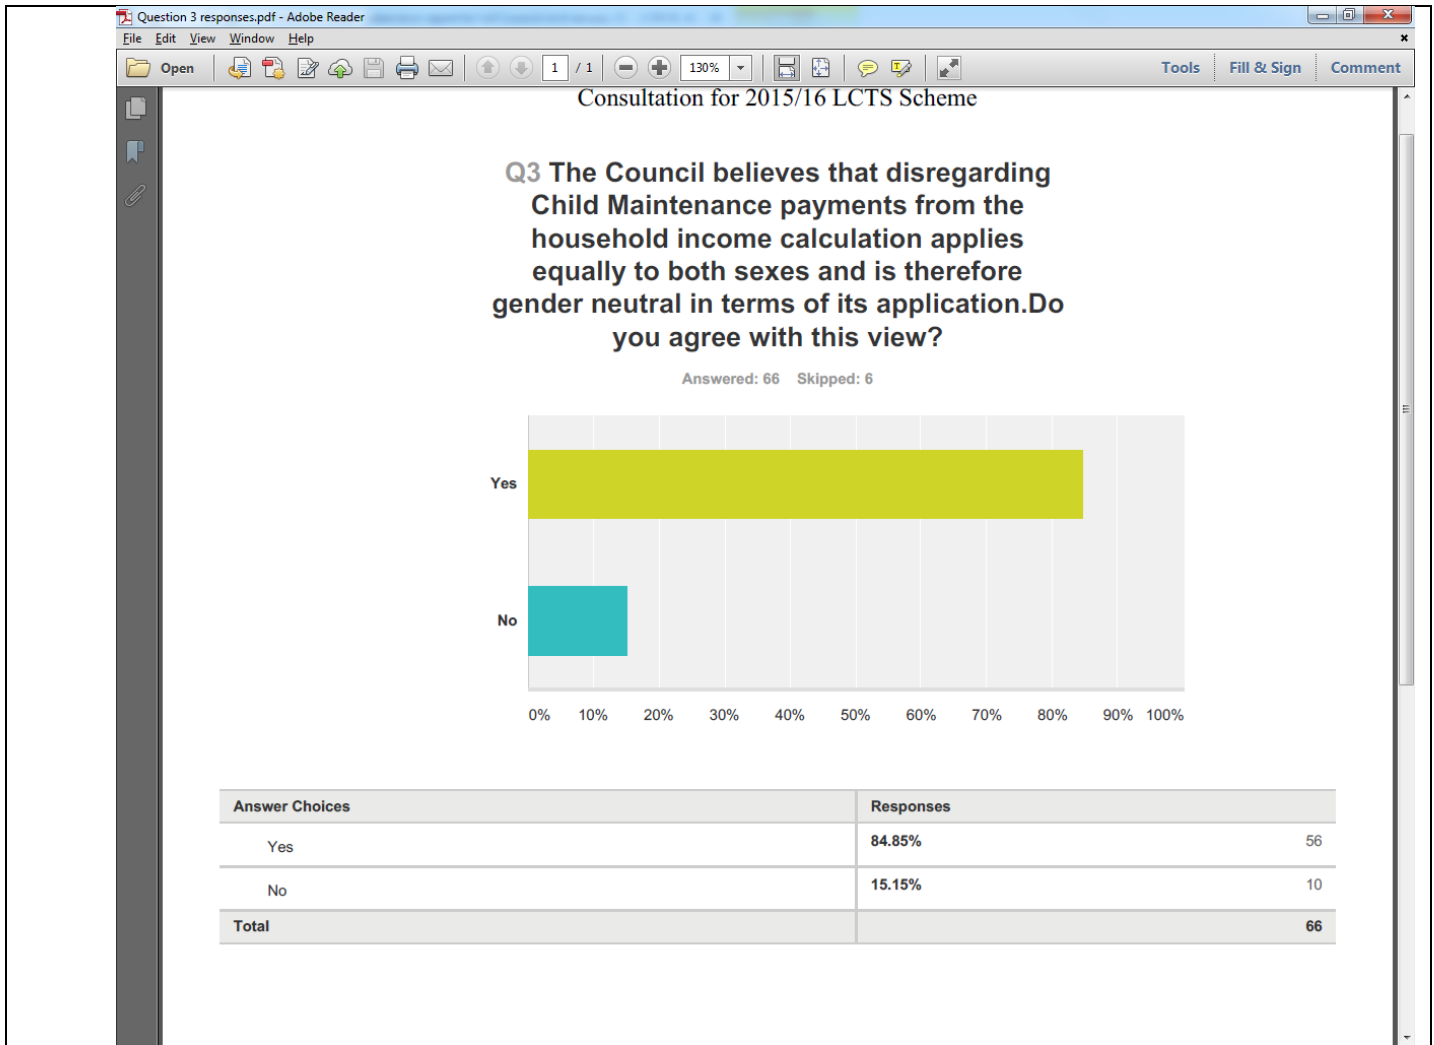 Question 3 responses.pdf - Adobe Reader
File Edit View Window Help
Open 1 / 1 130% Tools Fill & Sign Comment
Consultation for 2015/16 LCTS Scheme
Q3 The Council believes that disregarding
Child Maintenance payments from the
household income calculation applies
equally to both sexes and is therefore
gender neutral in terms of its application.Do
you agree with this view?
Answered: 66 Skipped: 6
Yes
No
0% 10% 20% 30% 40% 50% 60% 70% 80% 90% 100%
Answer Choices Responses
Yes 84.85% 56
No 15.15% 10
Total 66